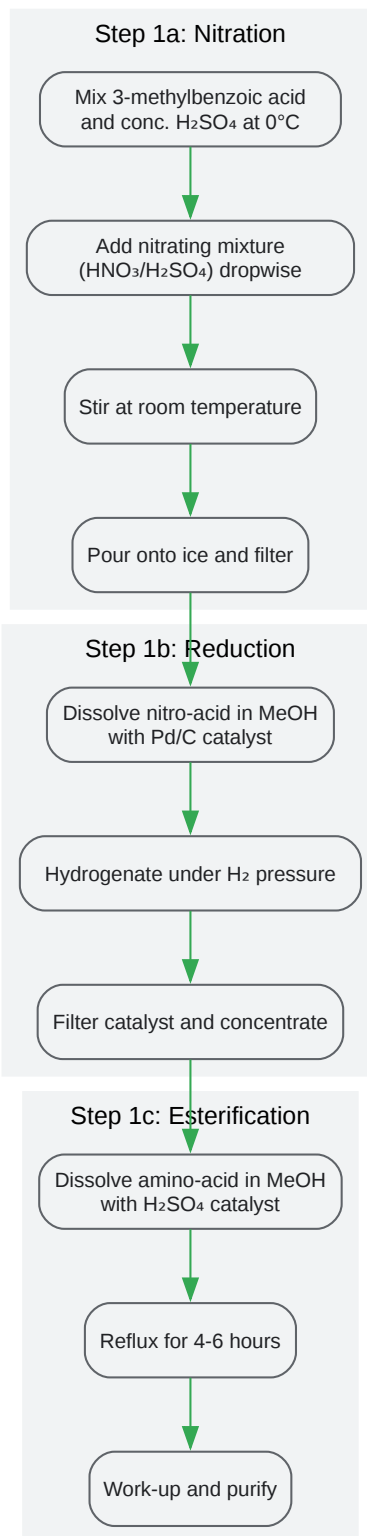 Step 1a: Nitration
Mix 3-methylbenzoic acid
and conc. H₂SO₄ at 0°C
Add nitrating mixture
(HNO₃/H₂SO₄) dropwise
Stir at room temperature
Pour onto ice and filter
Step 1b: Reduction
Dissolve nitro-acid in MeOH
with Pd/C catalyst
Hydrogenate under H₂ pressure
Filter catalyst and concentrate
Step 1c: Esterification
Dissolve amino-acid in MeOH
with H₂SO₄ catalyst
Reflux for 4-6 hours
Work-up and purify